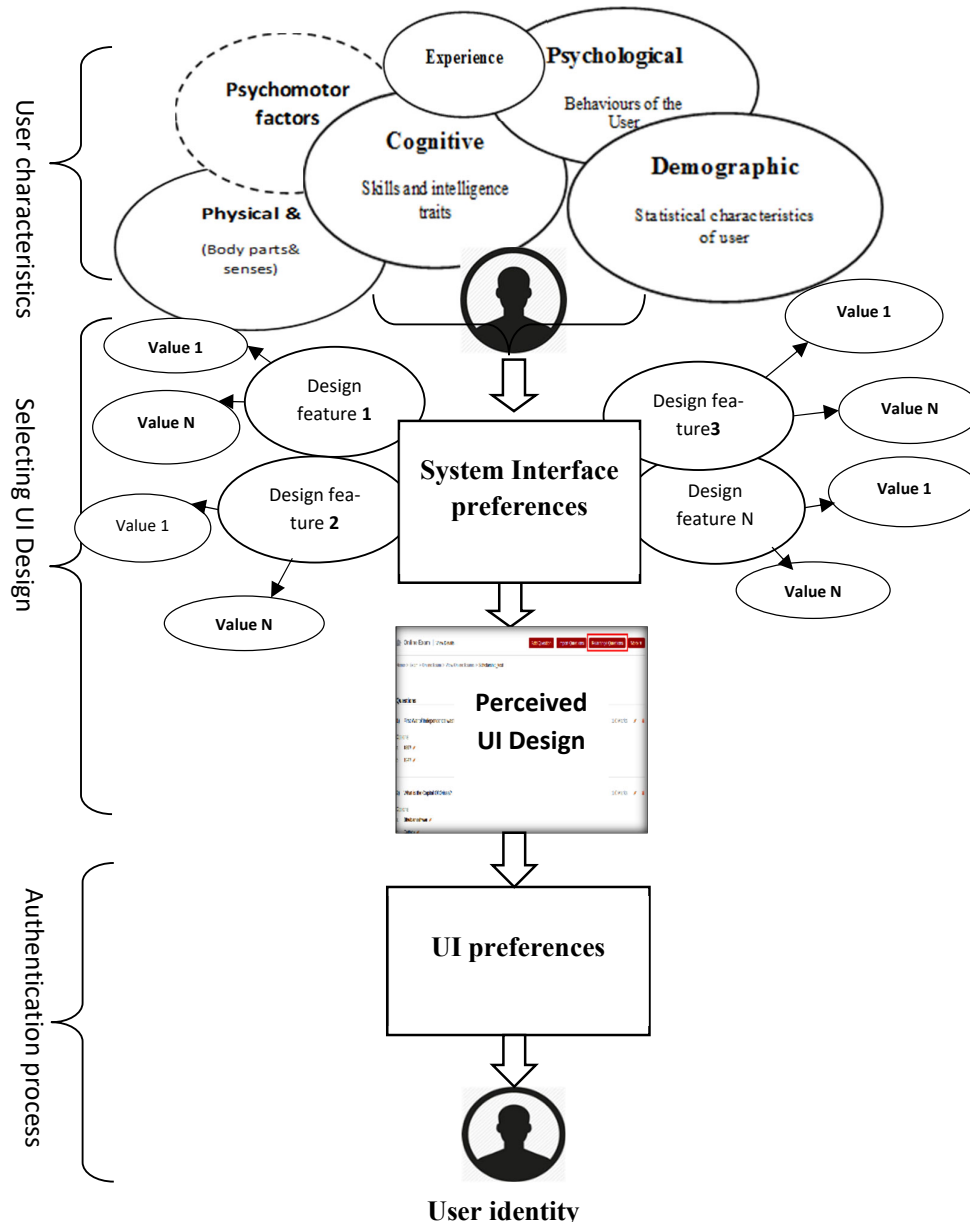 Experience
Psychological
Behaviours of the
User
Psychomotor
factors
Cognitive
Skills and intelligence
traits
Demographic
Statistical characteristics
of user
Physical &
(Body parts&
senses)
User characteristics
Value 1
Value N
Design
feature 1
Value 1
Design fea-
ture 2
Value N
Design fea-
ture3
Value 1
Value N
Design
feature N
Value 1
Value N
System Interface
preferences
Selecting UI Design
Online Exam
Questions
Perceived
UI Design
UI preferences
Authentication process
User identity